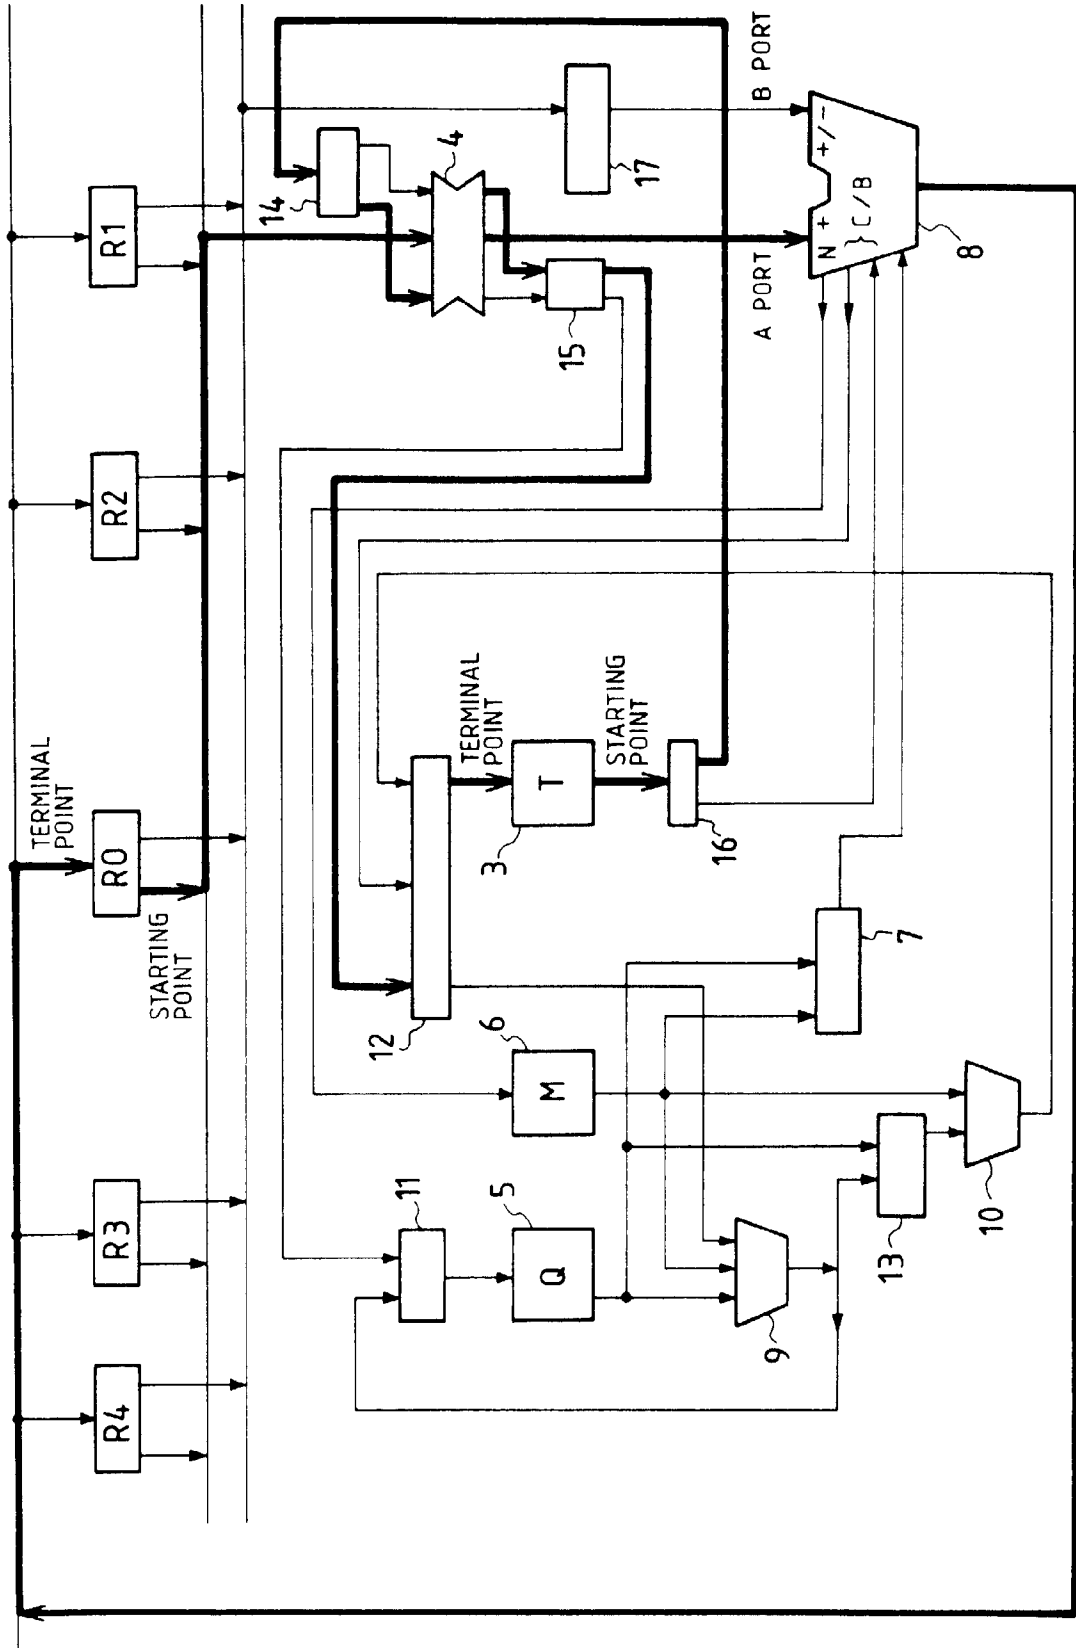 R4
R3
R0
R2
R1
TERMINAL
POINT
STARTING
POINT
14
4
15
17
A PORT
B PORT
N + +/-
} C/B
8
11
5
Q
6
M
12
TERMINAL
POINT
T
3
STARTING
POINT
16
7
9
13
10